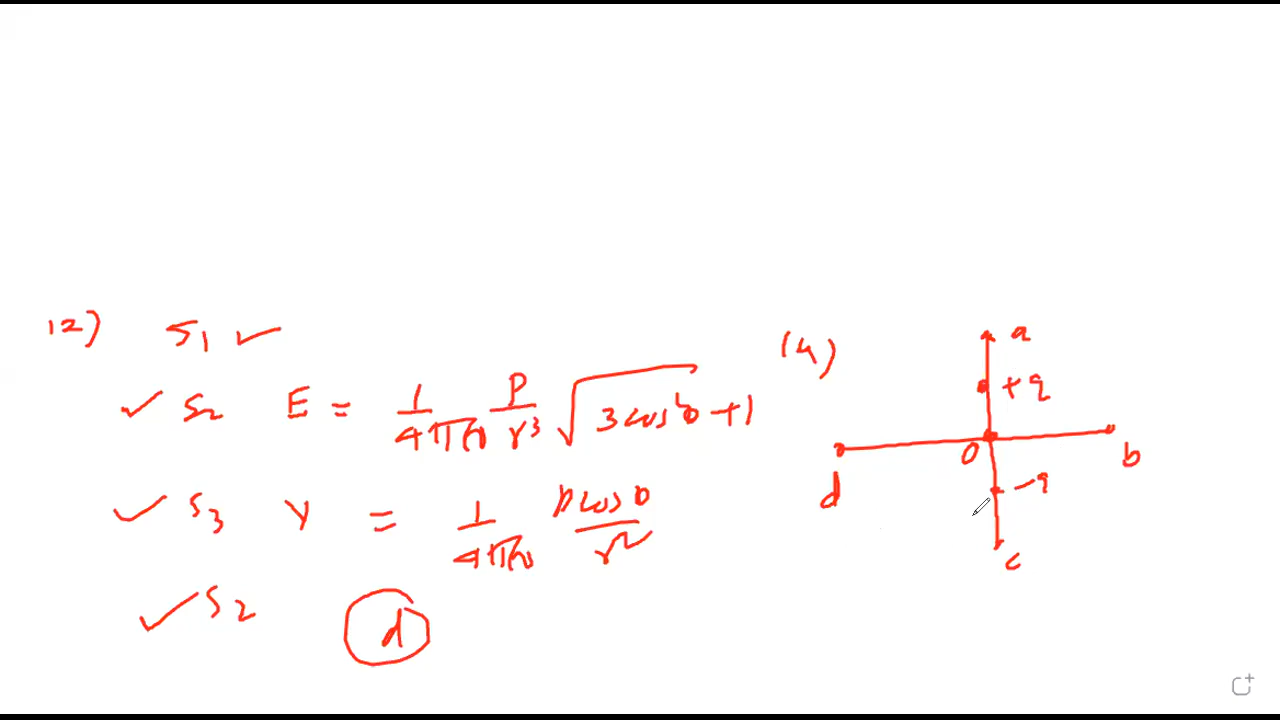 12) S1 ✓
✓ S2 E = 1/4πε0 P/r³ √3cos²θ+1
✓ S3 V = 1/4πε0 pcosθ/r²
✓ S2 d
(4)
a
+q
O
b
d
-q
c